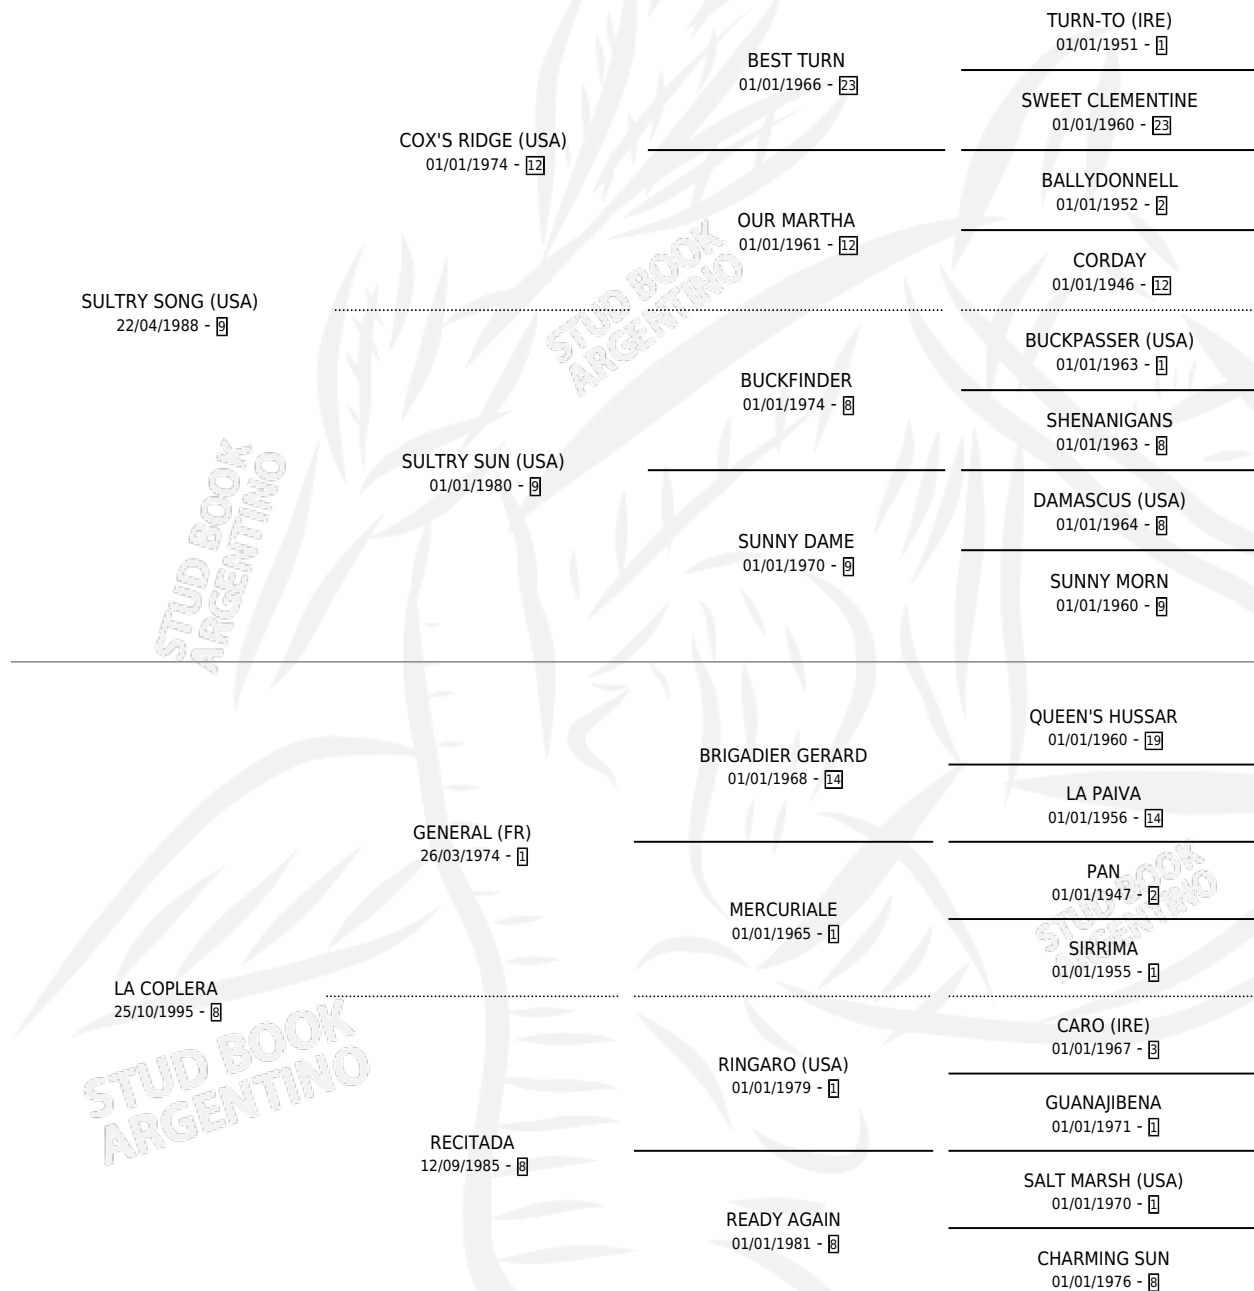 TURN-TO (IRE)
01/01/1951 - 1
BEST TURN
01/01/1966 - 23
SWEET CLEMENTINE
01/01/1960 - 23
COX'S RIDGE (USA)
01/01/1974 - 12
BALLYDONNELL
01/01/1952 - 2
OUR MARTHA
01/01/1961 - 12
CORDAY
01/01/1946 - 12
SULTRY SONG (USA)
22/04/1988 - 9
BUCKPASSER (USA)
01/01/1963 - 1
BUCKFINDER
01/01/1974 - 8
SHENANIGANS
01/01/1963 - 8
SULTRY SUN (USA)
01/01/1980 - 9
DAMASCUS (USA)
01/01/1964 - 8
SUNNY DAME
01/01/1970 - 9
SUNNY MORN
01/01/1960 - 9
QUEEN'S HUSSAR
01/01/1960 - 19
BRIGADIER GERARD
01/01/1968 - 14
LA PAIVA
01/01/1956 - 14
GENERAL (FR)
26/03/1974 - 1
PAN
01/01/1947 - 2
MERCURIALE
01/01/1965 - 1
SIRRIMA
01/01/1955 - 1
LA COPLERA
25/10/1995 - 8
CARO (IRE)
01/01/1967 - 3
RINGARO (USA)
01/01/1979 - 1
GUANAJIBENA
01/01/1971 - 1
RECITADA
12/09/1985 - 8
SALT MARSH (USA)
01/01/1970 - 1
READY AGAIN
01/01/1981 - 8
CHARMING SUN
01/01/1976 - 8
STUD BOOK
ARGENTINO
STUD BOOK
ARGENTINO
STUD BOOK
ARGENTINO
STUD BOOK
ARGENTINO